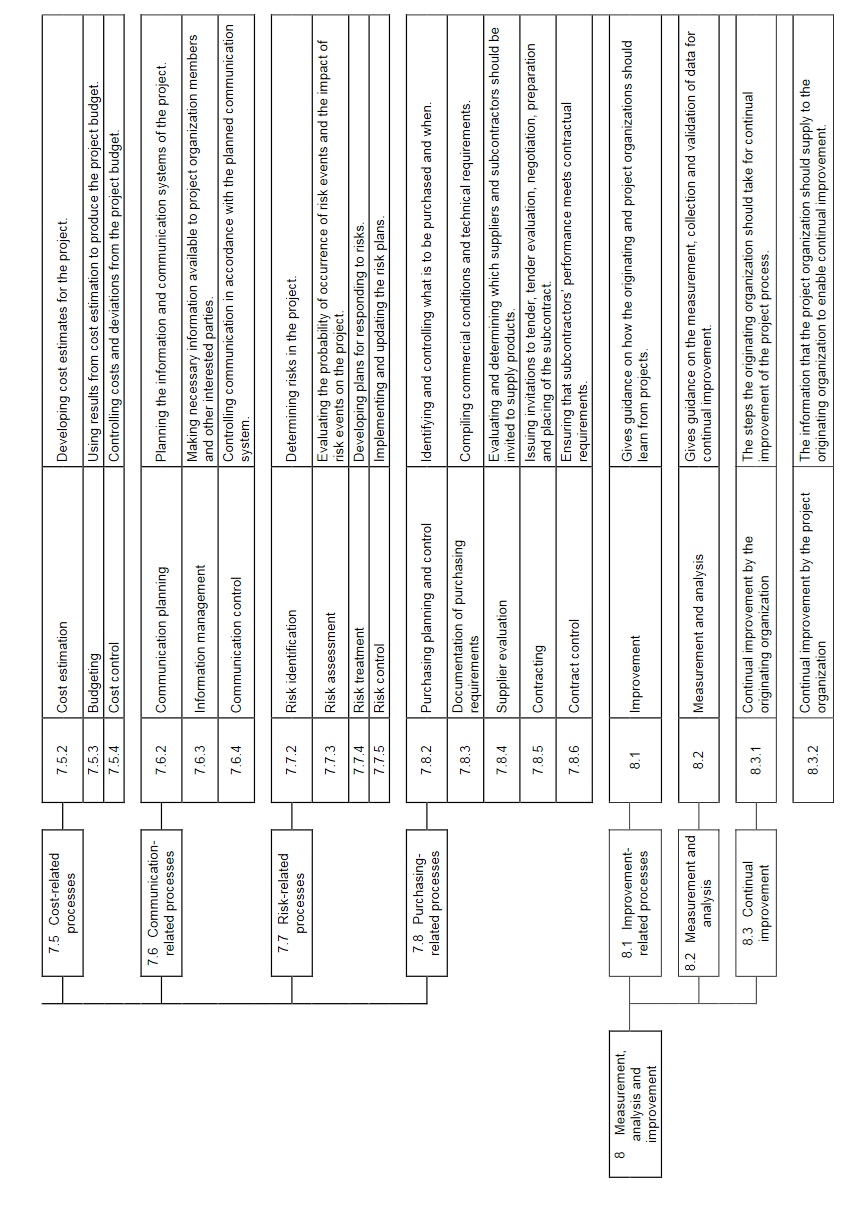 7.5 Cost-related
processes
7.5.2
Cost estimation
Developing cost estimates for the project.
7.5.3
Budgeting
Using results from cost estimation to produce the project budget.
7.5.4
Cost control
Controlling costs and deviations from the project budget.
7.6 Communication-
related processes
7.6.2
Communication planning
Planning the information and communication systems of the project.
7.6.3
Information management
Making necessary information available to project organization members
and other interested parties.
7.6.4
Communication control
Controlling communication in accordance with the planned communication
system.
7.7 Risk-related
processes
7.7.2
Risk identification
Determining risks in the project.
7.7.3
Risk assessment
Evaluating the probability of occurrence of risk events and the impact of
risk events on the project.
7.7.4
Risk treatment
Developing plans for responding to risks.
7.7.5
Risk control
Implementing and updating the risk plans.
7.8 Purchasing-
related processes
7.8.2
Purchasing planning and control
Identifying and controlling what is to be purchased and when.
7.8.3
Documentation of purchasing
requirements
Compiling commercial conditions and technical requirements.
7.8.4
Supplier evaluation
Evaluating and determining which suppliers and subcontractors should be
invited to supply products.
7.8.5
Contracting
Issuing invitations to tender, tender evaluation, negotiation, preparation
and placing of the subcontract.
7.8.6
Contract control
Ensuring that subcontractors' performance meets contractual
requirements.
8 Measurement,
analysis and
improvement
8.1 Improvement-
related processes
8.1
Improvement
Gives guidance on how the originating and project organizations should
learn from projects.
8.2 Measurement and
analysis
8.2
Measurement and analysis
Gives guidance on the measurement, collection and validation of data for
continual improvement.
8.3 Continual
improvement
8.3.1
Continual improvement by the
originating organization
The steps the originating organization should take for continual
improvement of the project process.
8.3.2
Continual improvement by the project
organization
The information that the project organization should supply to the
originating organization to enable continual improvement.